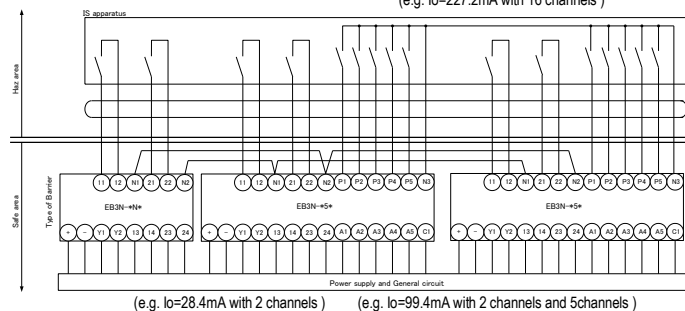 (e.g. Io=227.2mA with 16 channels )
IS apparatus
Haz area
Safe area
Type of Barrier
11 12 N1 21 22 N2
EB3N-*N*
+ - Y1 Y2 13 14 23 24
11 12 N1 21 22 N2 P1 P2 P3 P4 P5 N3
EB3N-*5*
+ - Y1 Y2 13 14 23 24 A1 A2 A3 A4 A5 C1
11 12 N1 21 22 N2 P1 P2 P3 P4 P5 N3
EB3N-*5*
+ - Y1 Y2 13 14 23 24 A1 A2 A3 A4 A5 C1
Power supply and General circuit
(e.g. Io=28.4mA with 2 channels )
(e.g. Io=99.4mA with 2 channels and 5channels )